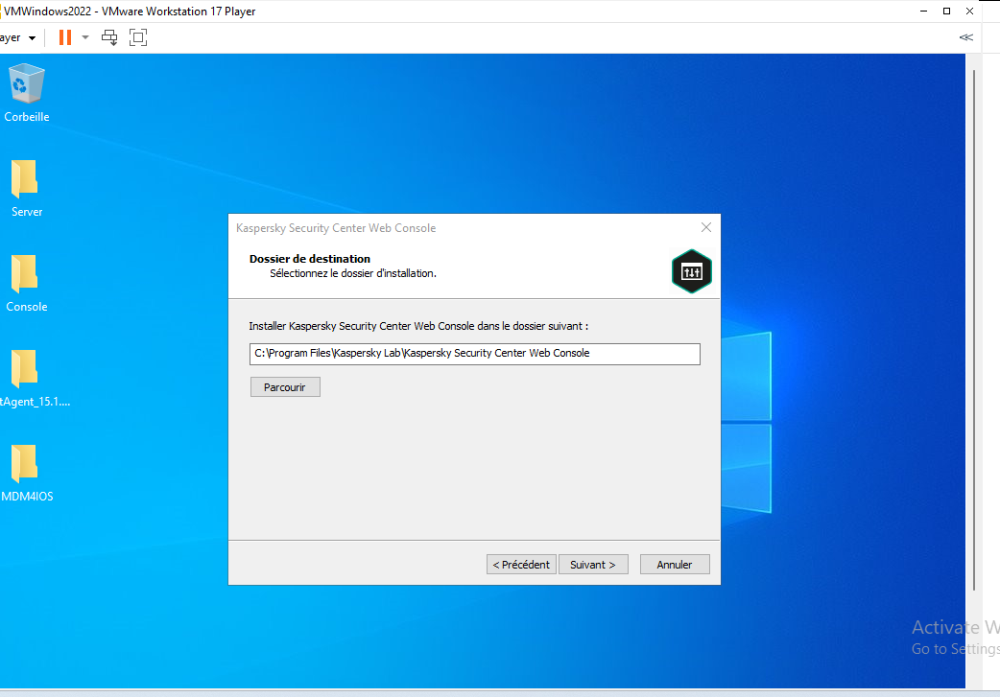 VMWindows2022 - VMware Workstation 17 Player
ayer
Corbeille
Server
Console
tAgent_15.1....
MDM4IOS
Kaspersky Security Center Web Console
Dossier de destination
Sélectionnez le dossier d'installation.
Installer Kaspersky Security Center Web Console dans le dossier suivant :
C:\Program Files\Kaspersky Lab\Kaspersky Security Center Web Console
Parcourir
< Précédent
Suivant >
Annuler
Activate W
Go to Settings